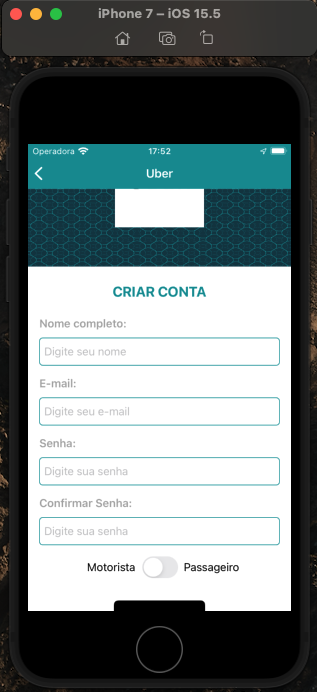 iPhone 7 – iOS 15.5
Operadora 17:52
Uber
CRIAR CONTA
Nome completo:
Digite seu nome
E-mail:
Digite seu e-mail
Senha:
Digite sua senha
Confirmar Senha:
Digite sua senha
Motorista Passageiro